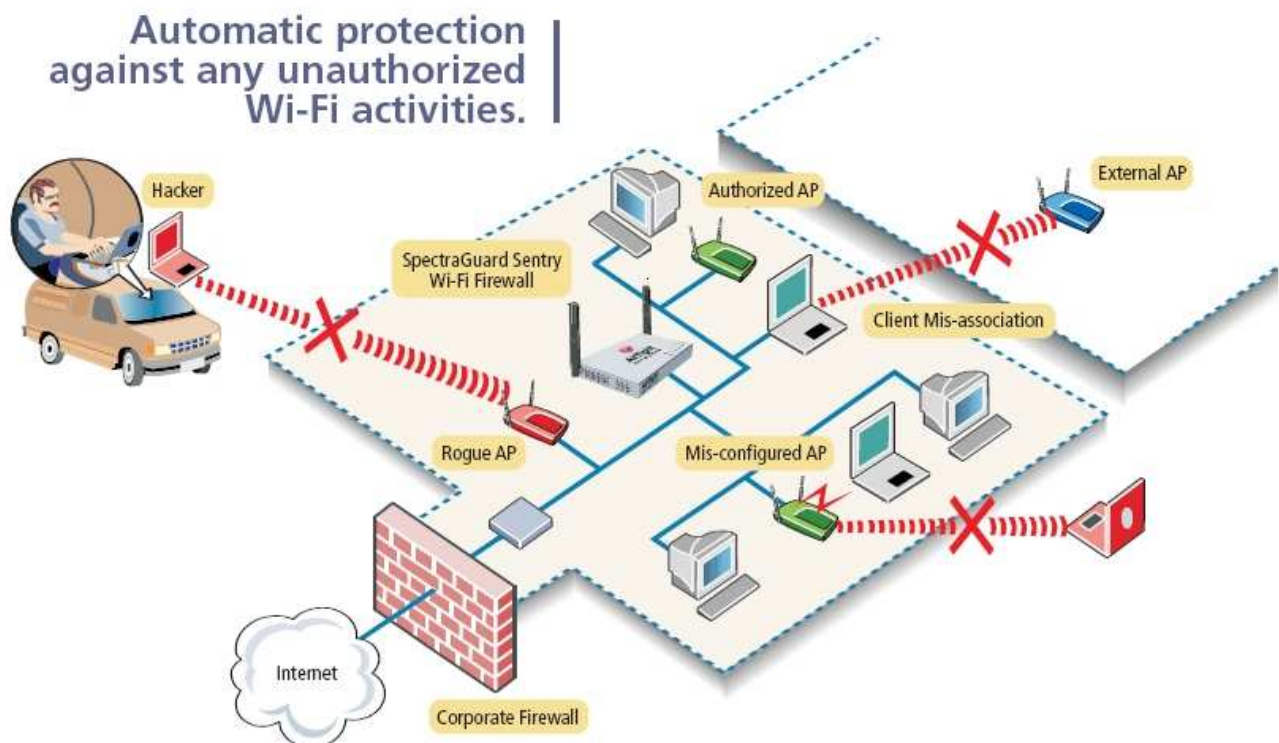 Automatic protection
against any unauthorized
Wi-Fi activities.
Hacker
Authorized AP
External AP
SpectraGuard Sentry
Wi-Fi Firewall
Client Mis-association
Rogue AP
Mis-configured AP
Internet
Corporate Firewall